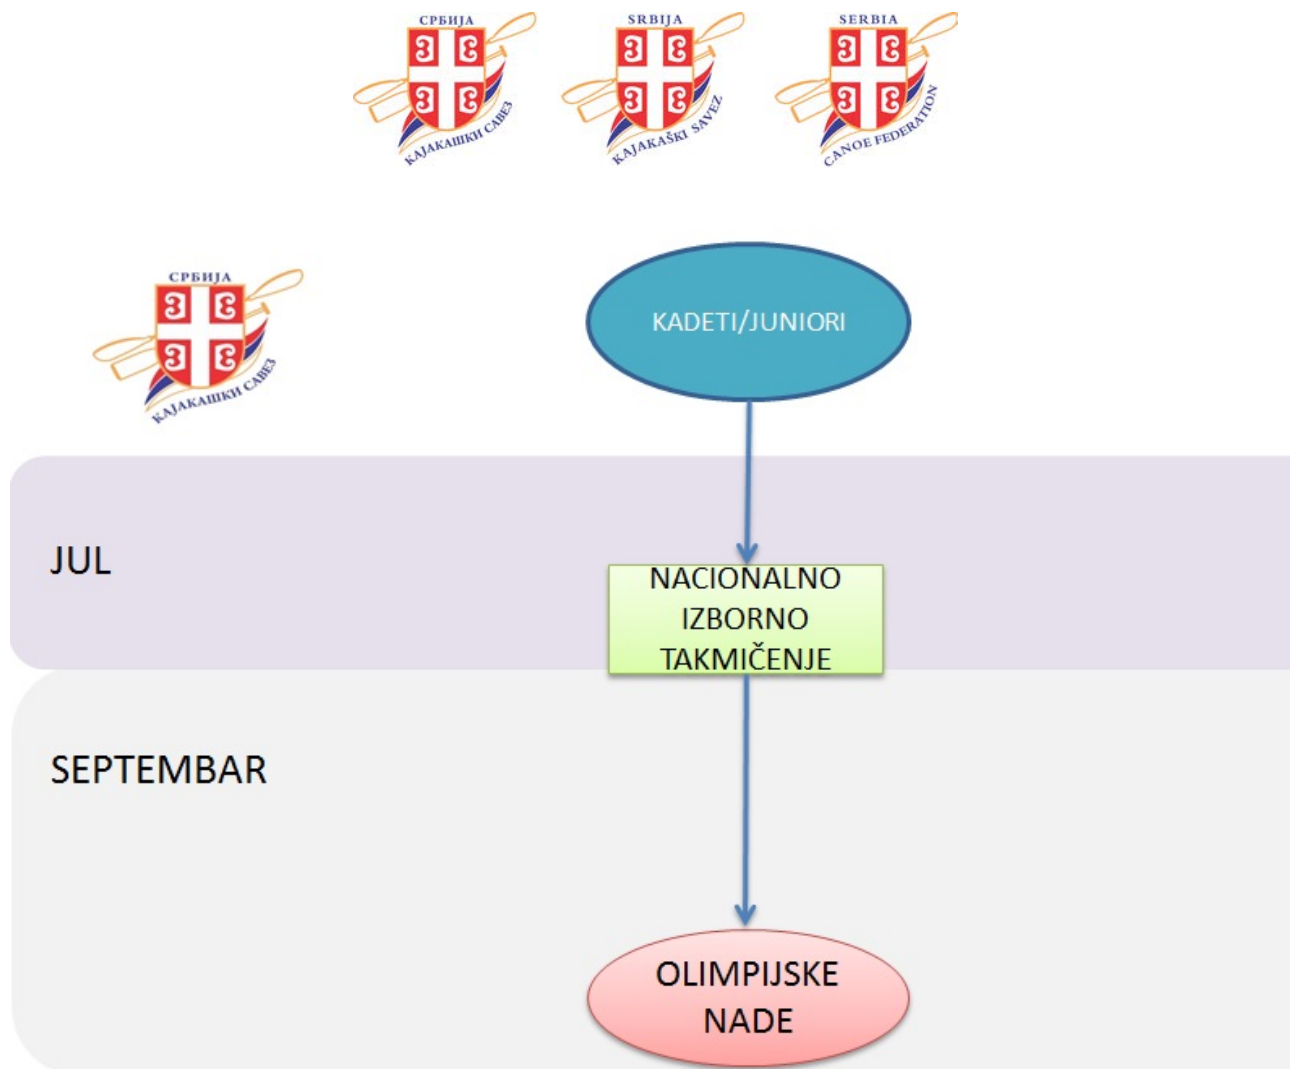 СРБИЈА
КАЈАКАШКИ САВЕЗ
SRBIJA
KAJAKAŠKI SAVEZ
SERBIA
CANOE FEDERATION
СРБИЈА
КАЈАКАШКИ САВЕЗ
KADETI/JUNIORI
JUL
NACIONALNO
IZBORNO
TAKMIČENJE
SEPTEMBAR
OLIMPIJSKE
NADE